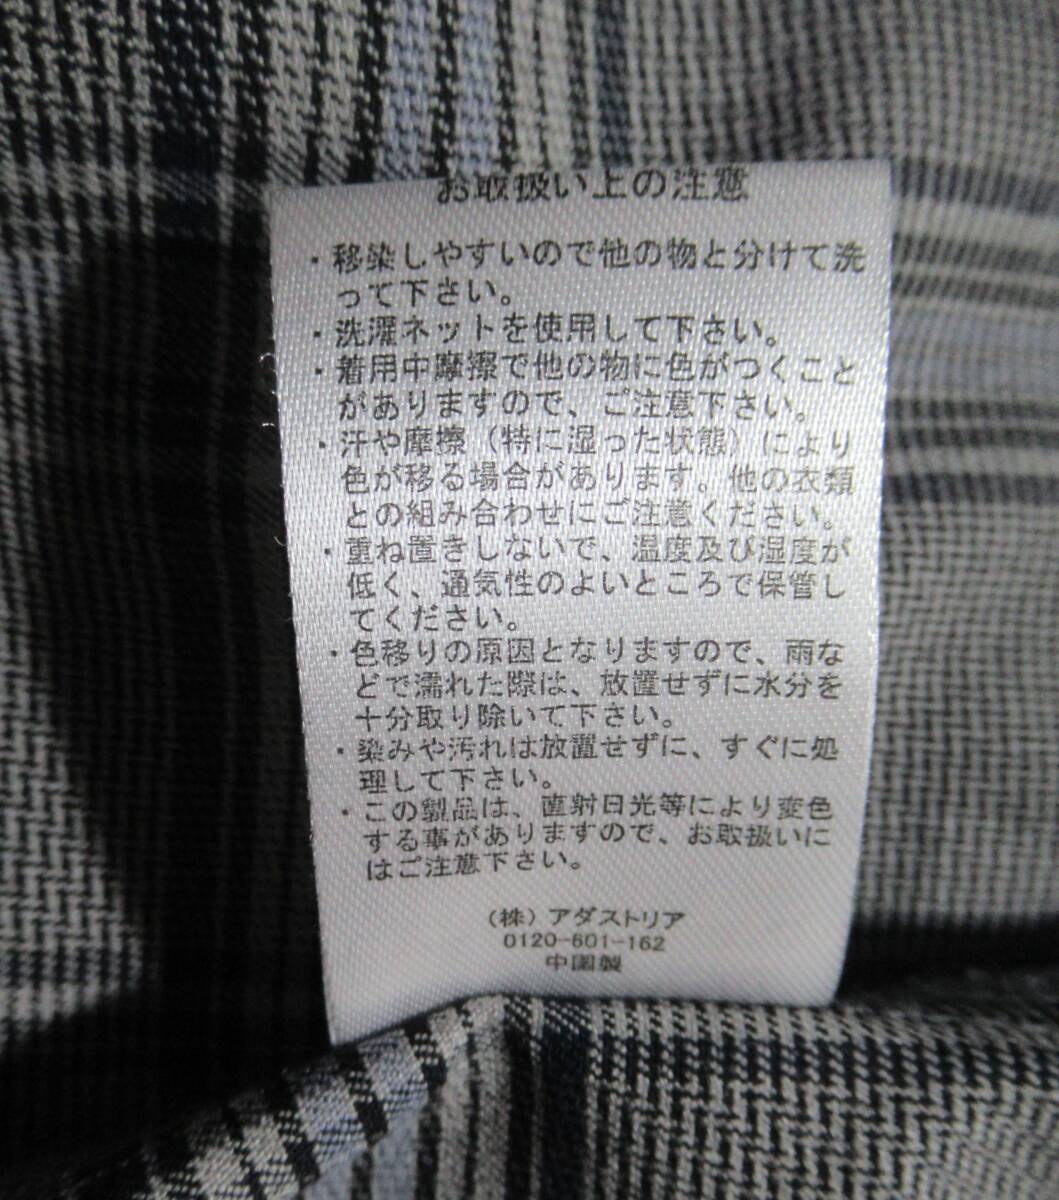 お取扱い上の注意
・移染しやすいので他の物と分けて洗
って下さい。
・洗濯ネットを使用して下さい。
・着用中摩擦で他の物に色がつくこと
がありますので、ご注意下さい。
・汗や摩擦(特に湿った状態)により
色が移る場合があります。他の衣類
との組み合わせにご注意ください。
・重ね置きしないで、温度及び湿度が
低く、通気性のよいところで保管し
てください。
・色移りの原因となりますので、雨な
どで濡れた際は、放置せずに水分を
十分取り除いて下さい。
・染みや汚れは放置せずに、すぐに処
理して下さい。
・この製品は、直射日光等により変色
する事がありますので、お取扱いに
はご注意下さい。
(株)アダストリア
0120-601-162
中国製